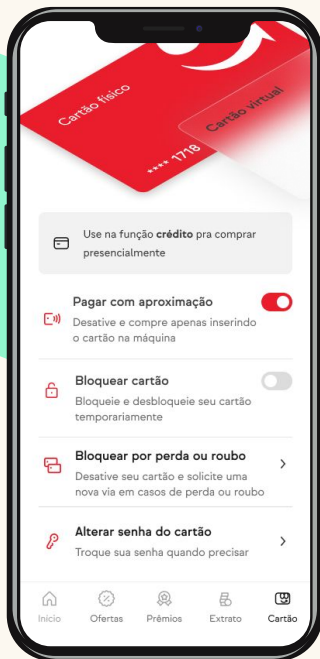 Cartão físico
Cartão virtual
**** 1718
Use na função crédito pra comprar
presencialmente
Pagar com aproximação
Desative e compre apenas inserindo
o cartão na máquina
Bloquear cartão
Bloqueie e desbloqueie seu cartão
temporariamente
Bloquear por perda ou roubo
Desative seu cartão e solicite uma
nova via em casos de perda ou roubo
Alterar senha do cartão
Troque sua senha quando precisar
Início
Ofertas
Prêmios
Extrato
Cartão